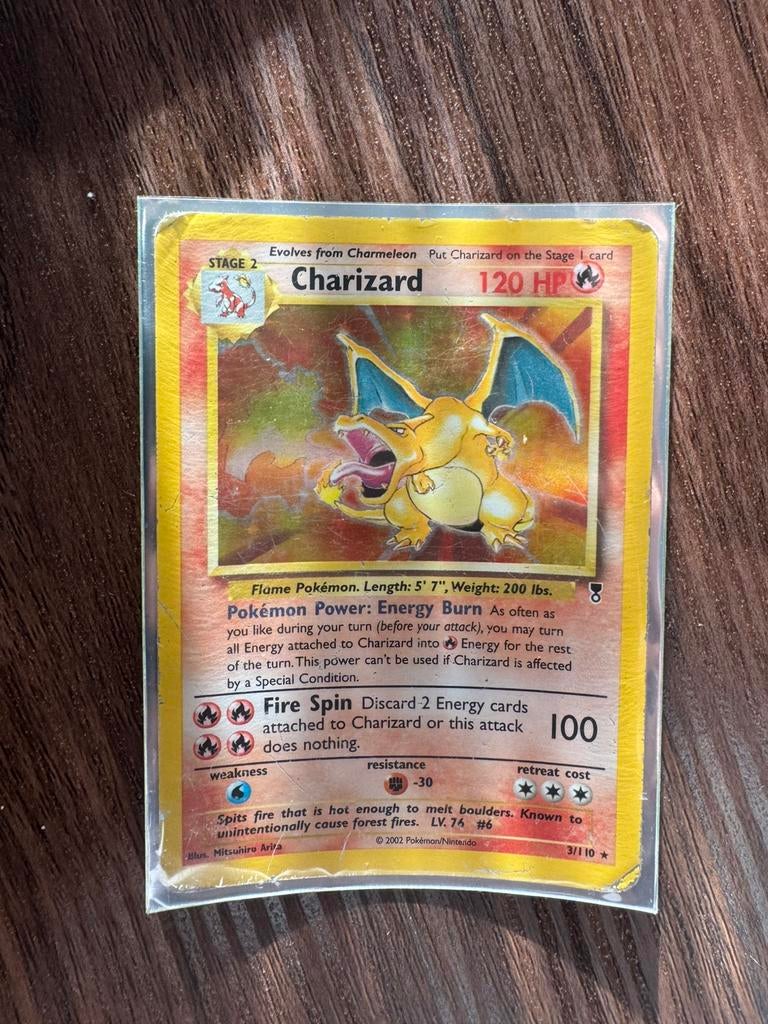 Evolves from Charmeleon Put Charizard on the Stage 1 card
STAGE 2
Charizard 120 HP
Flame Pokémon. Length: 5' 7", Weight: 200 lbs.
Pokémon Power: Energy Burn As often as
you like during your turn (before your attack), you may turn
all Energy attached to Charizard into Energy for the rest
of the turn. This power can't be used if Charizard is affected
by a Special Condition.
Fire Spin Discard 2 Energy cards
attached to Charizard or this attack
does nothing.
100
weakness resistance retreat cost
-30
Spits fire that is hot enough to melt boulders. Known to
unintentionally cause forest fires. LV. 76 #6
Illus. Mitsuhiro Arita © 2002 Pokémon/Nintendo 3/110 ★